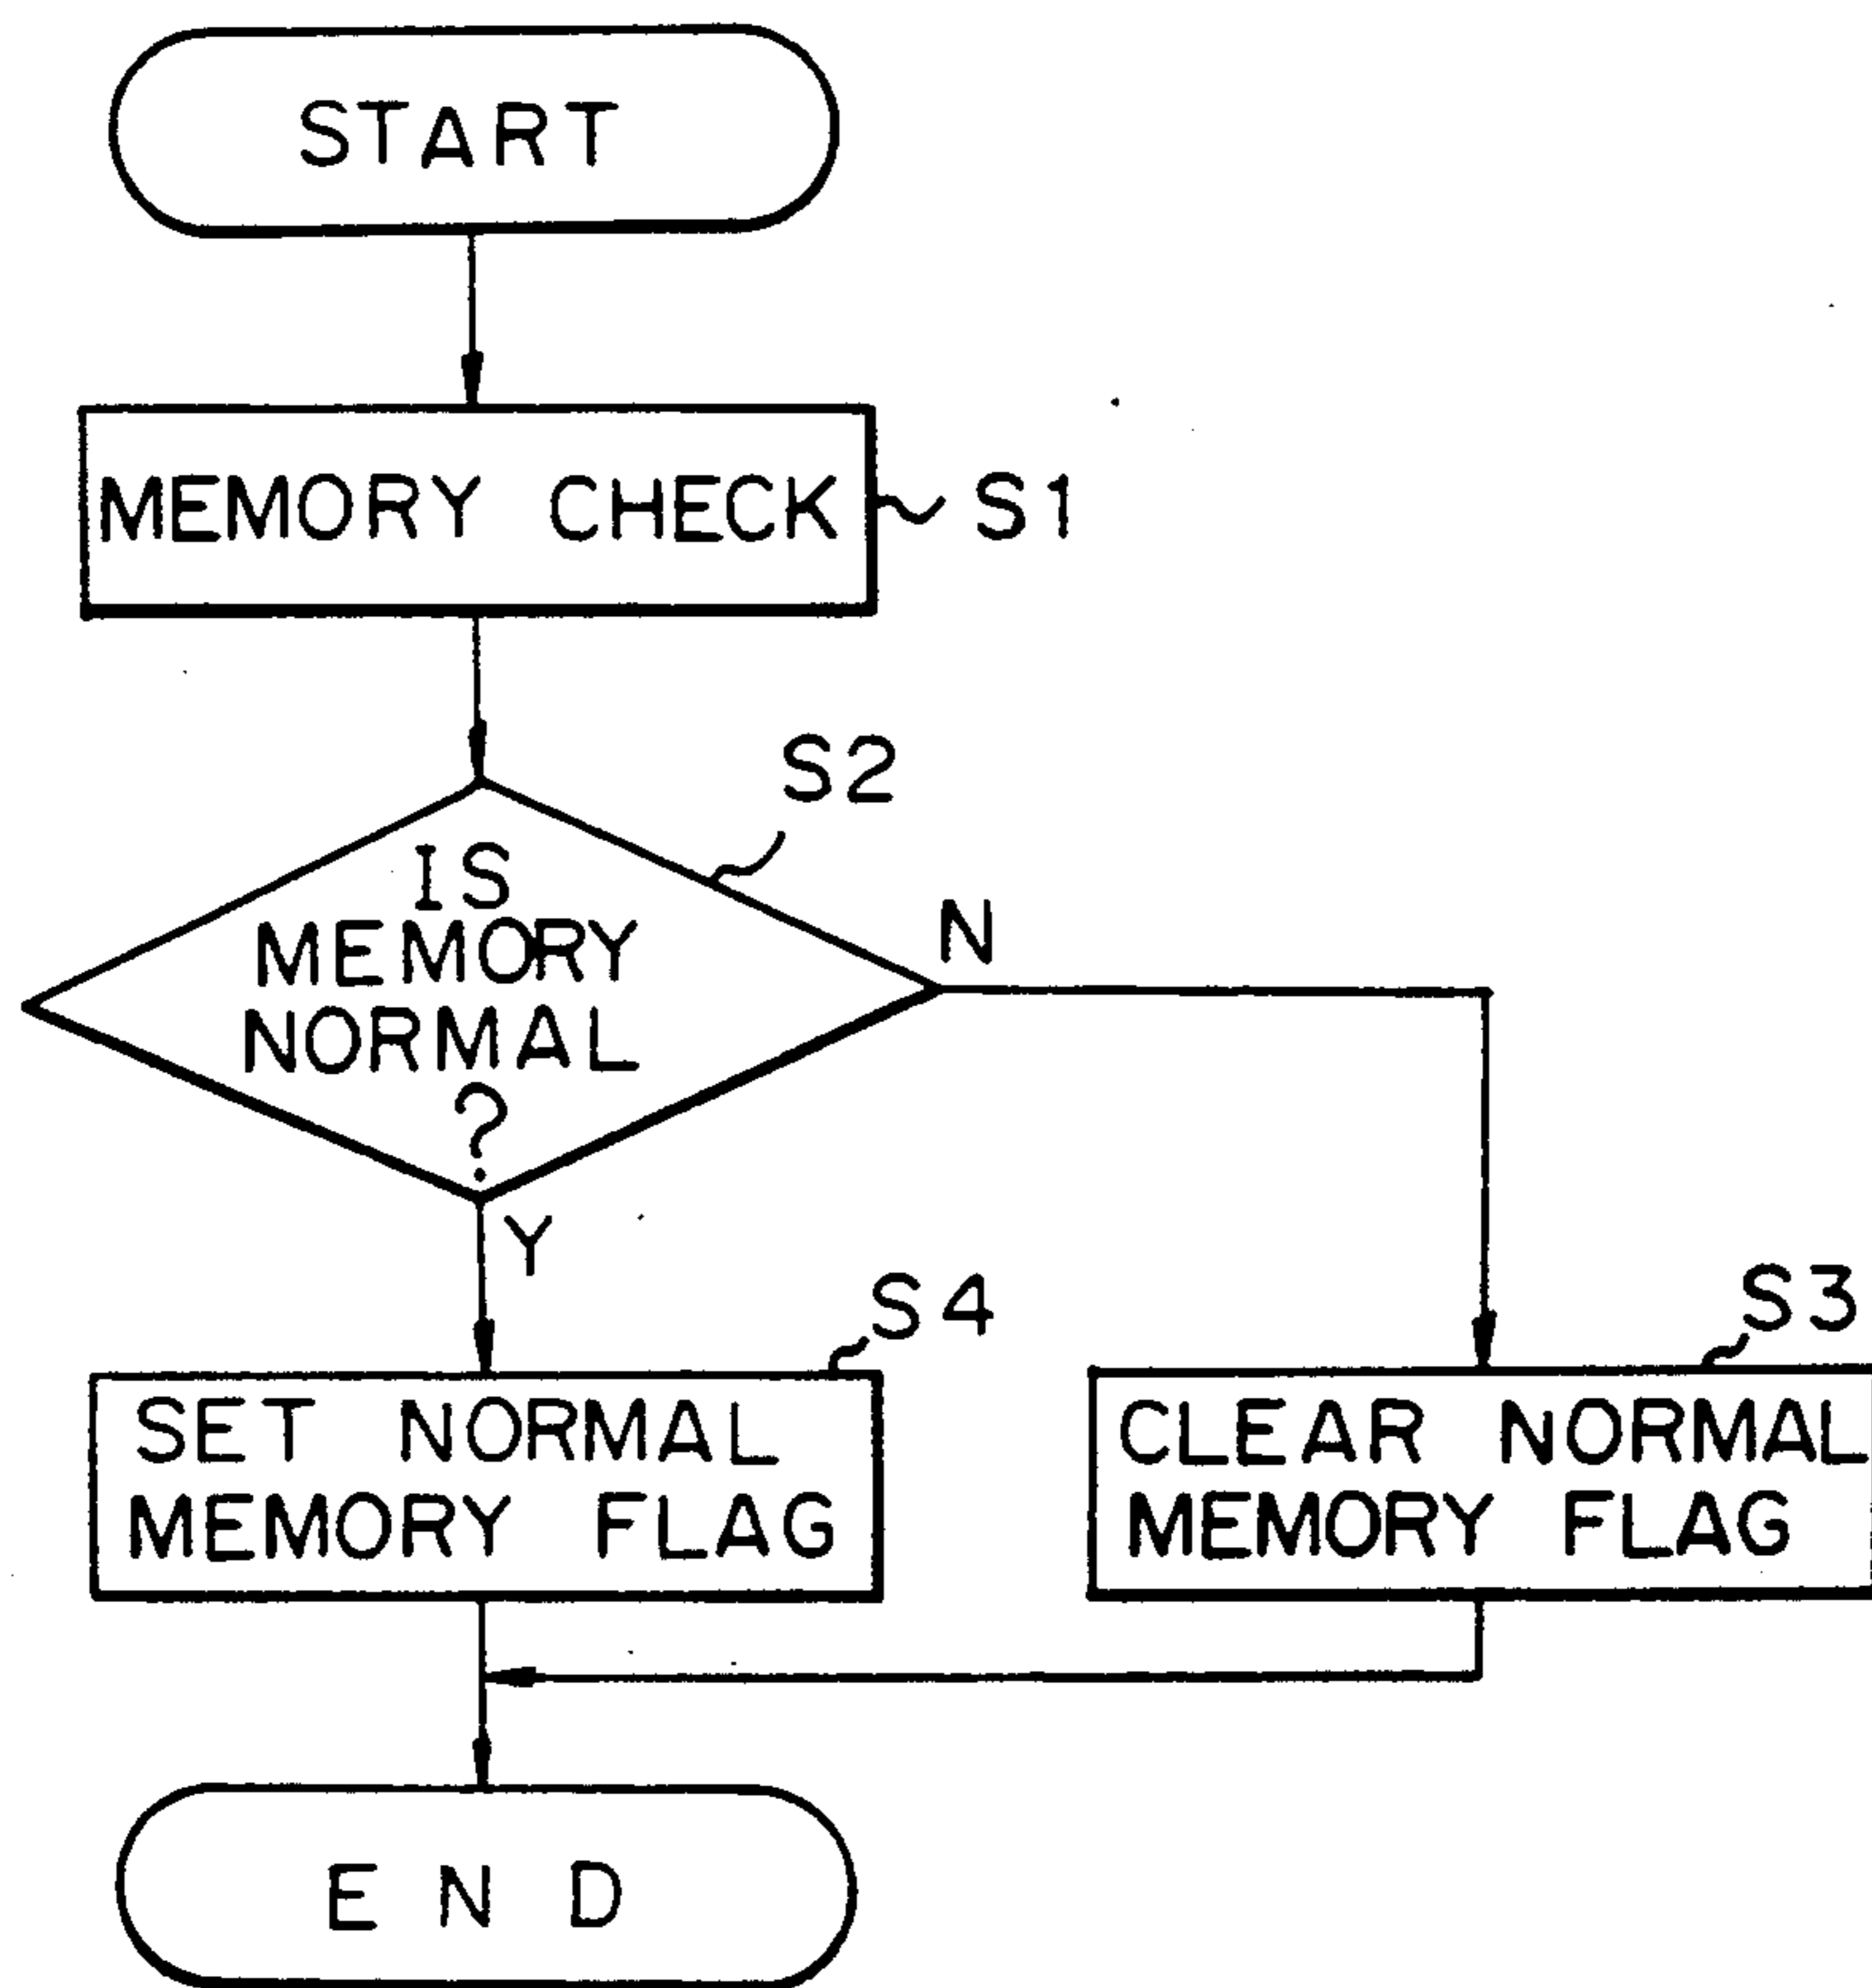 START
MEMORY CHECK
S1
S2
IS
MEMORY
NORMAL
?
N
Y
S4
S3
SET NORMAL
MEMORY FLAG
CLEAR NORMAL
MEMORY FLAG
END